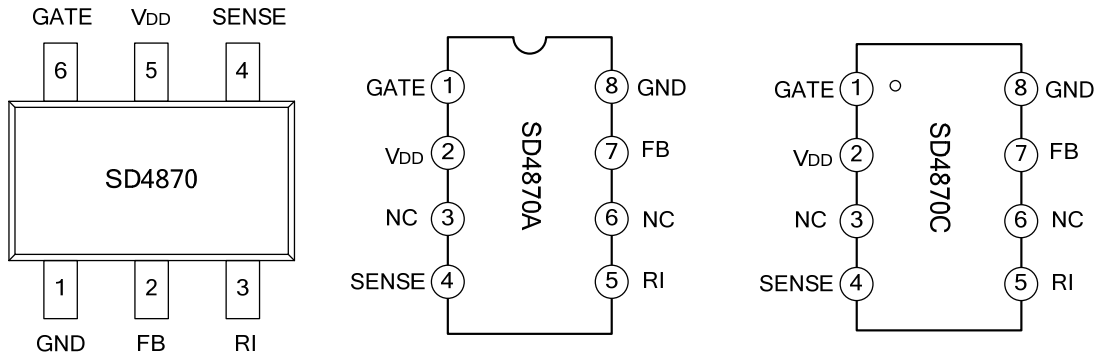 GATE VDD SENSE
6 5 4
SD4870
1 2 3
GND FB RI
GATE 1 8 GND
VDD 2 7 FB
NC 3 6 NC
SENSE 4 5 RI
SD4870A
GATE 1 8 GND
VDD 2 7 FB
NC 3 6 NC
SENSE 4 5 RI
SD4870C